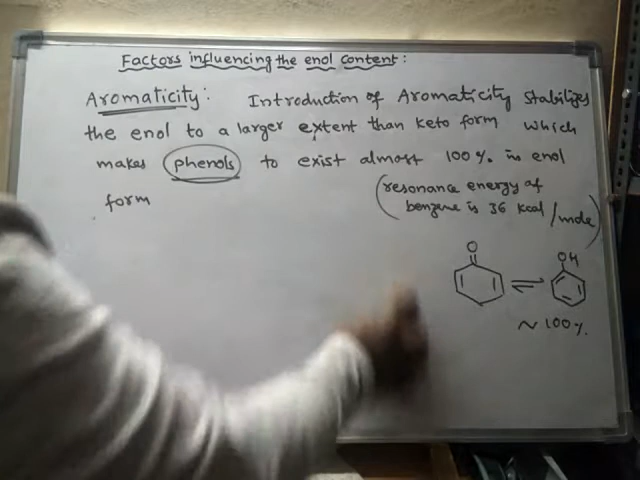 Factors influencing the enol content:
Aromaticity: Introduction of Aromaticity stabilizes
the enol to a larger extent than keto form which
makes phenols to exist almost 100%. in enol
form
(resonance energy of
benzene is 36 kcal/mole)
O
OH
~ 100%.